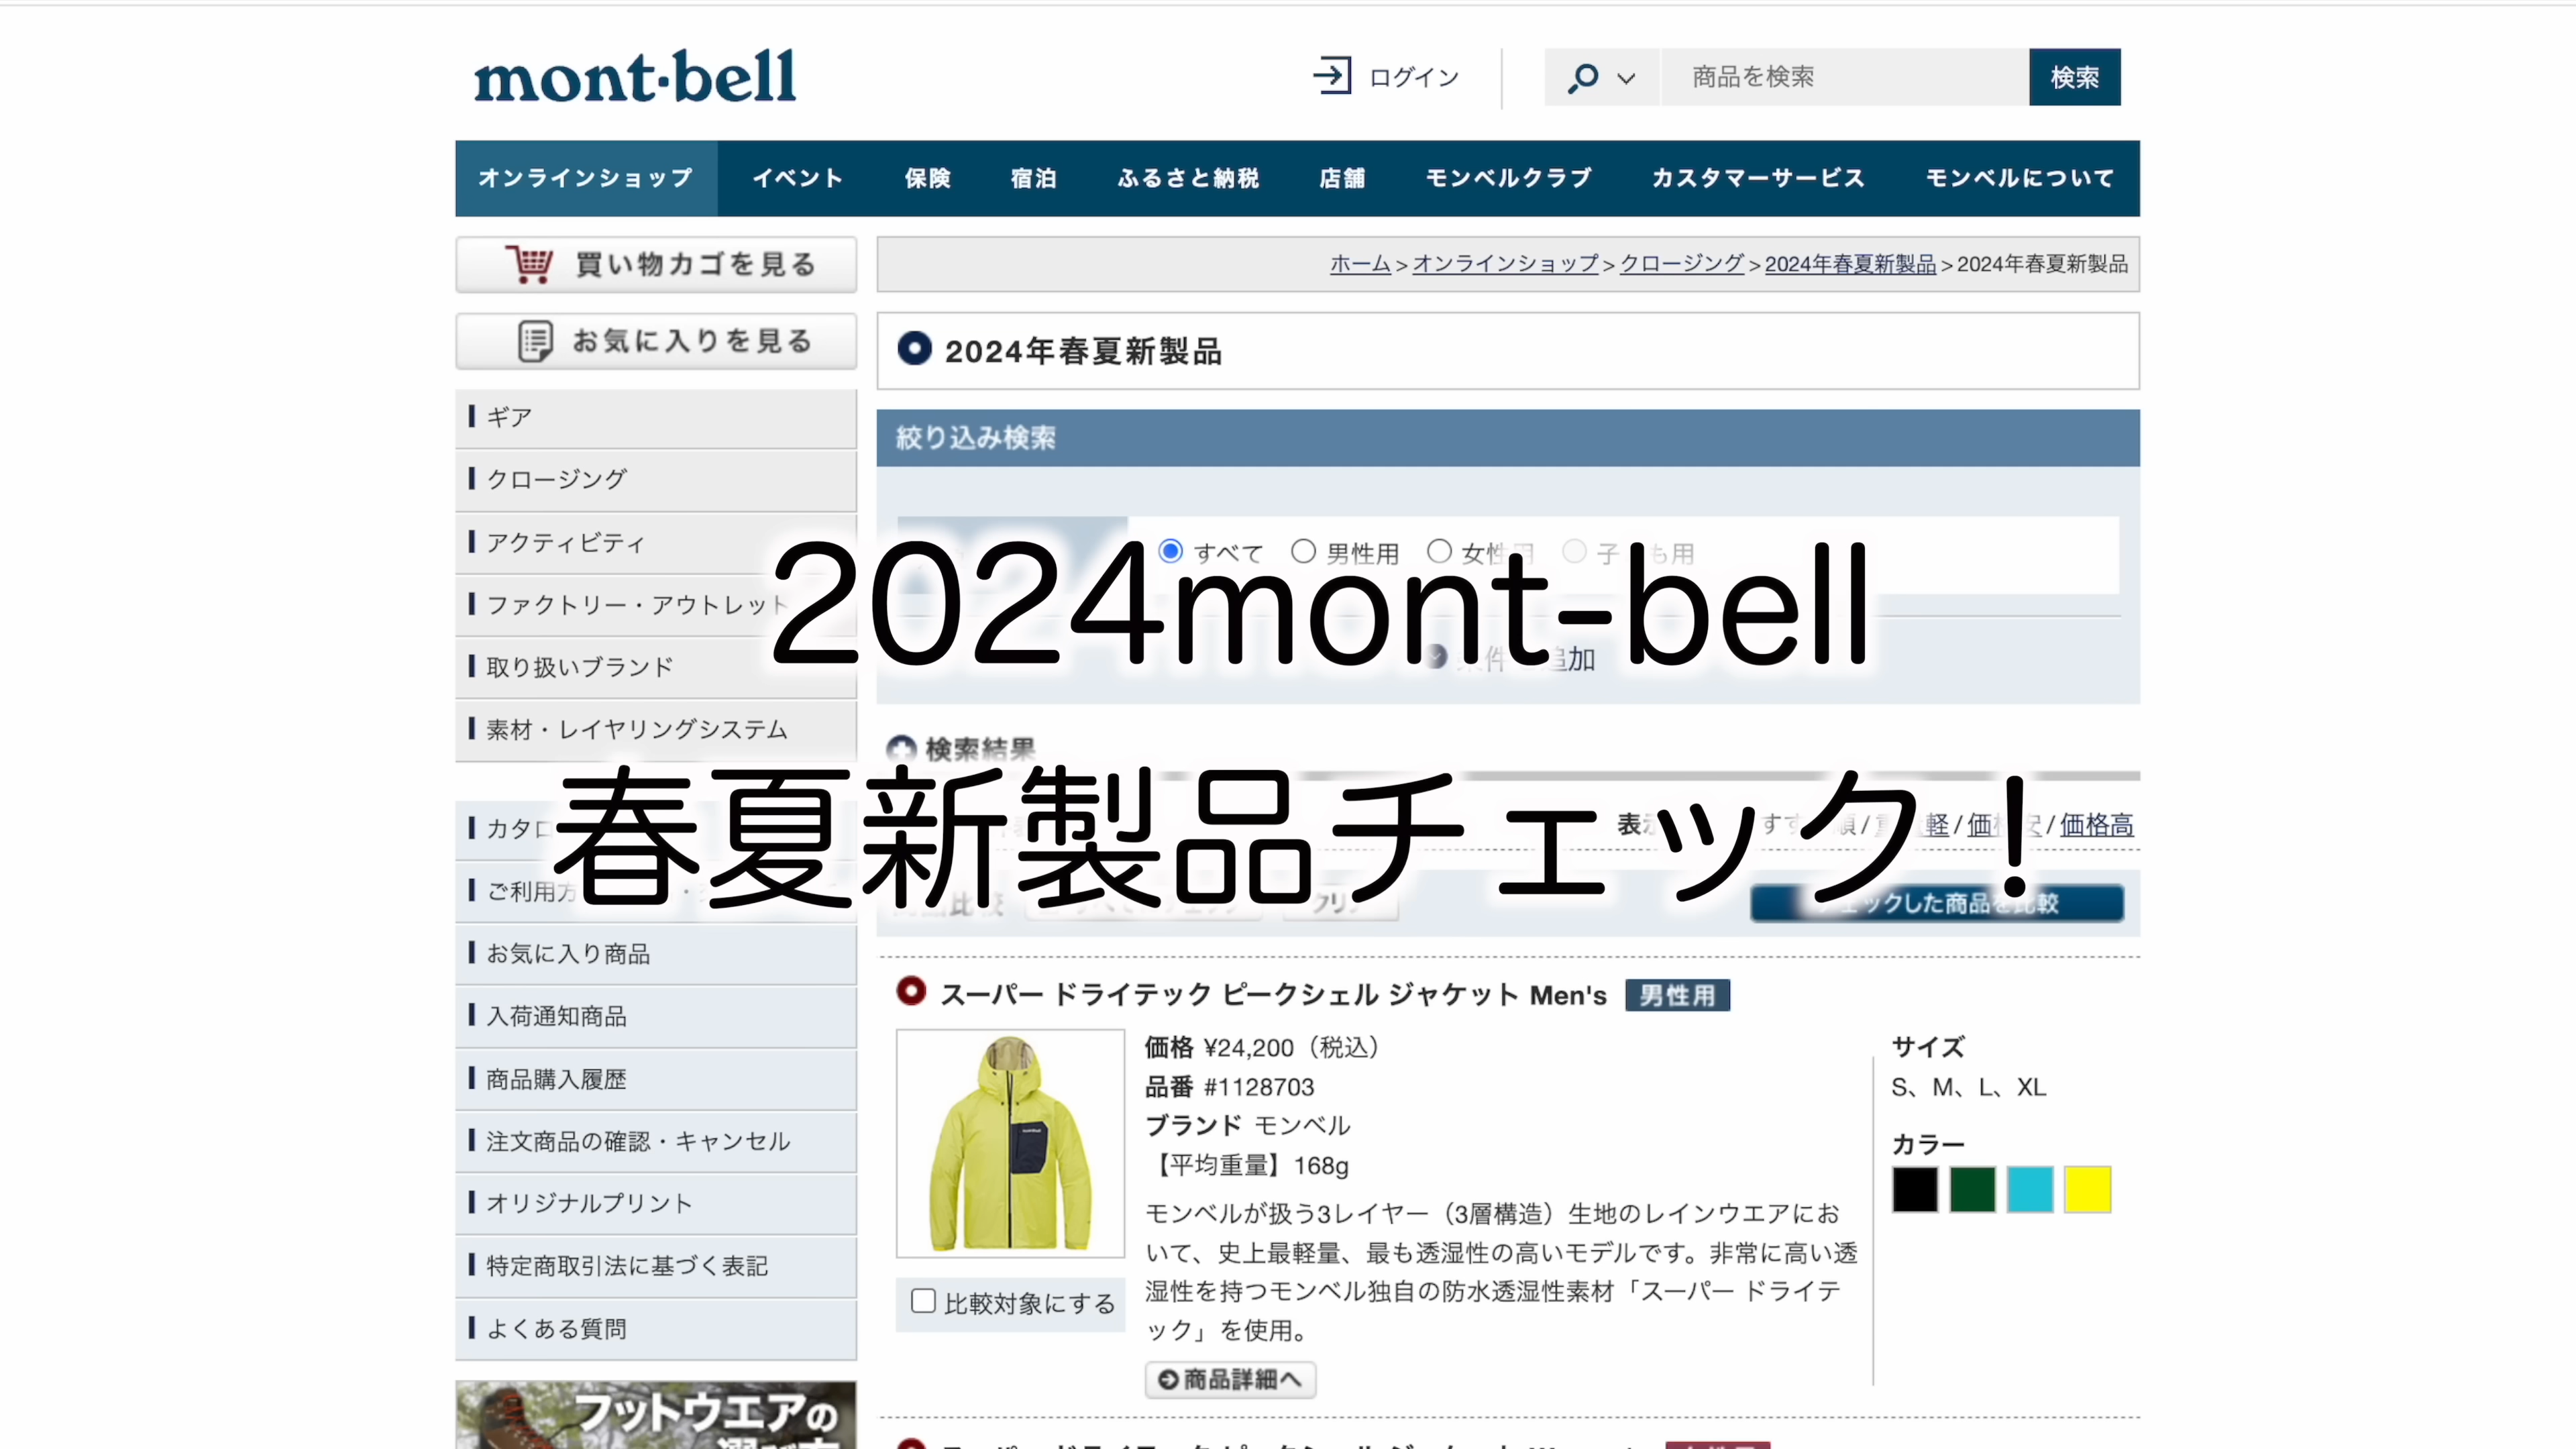 mont-bell
ログイン
商品を検索
検索
オンラインショップ イベント 保険 宿泊 ふるさと納税 店舗 モンベルクラブ カスタマーサービス モンベルについて
買い物カゴを見る
お気に入りを見る
ギア
クロージング
アクティビティ
ファクトリー・アウトレット
取り扱いブランド
素材・レイヤリングシステム
お気に入り商品
入荷通知商品
商品購入履歴
注文商品の確認・キャンセル
オリジナルプリント
特定商取引法に基づく表記
よくある質問
フットウエアの
ホーム > オンラインショップ > クロージング > 2024年春夏新製品 > 2024年春夏新製品
2024年春夏新製品
絞り込み検索
すべて 男性用
2024mont-bell
検索結果
春夏新製品チェック!
価格高
スーパー ドライテック ピークシェル ジャケット Men's 男性用
価格 ¥24,200（税込）
品番 #1128703
ブランド モンベル
【平均重量】168g
モンベルが扱う3レイヤー（3層構造）生地のレインウエアにお
いて、史上最軽量、最も透湿性の高いモデルです。非常に高い透
湿性を持つモンベル独自の防水透湿性素材「スーパー ドライテ
ック」を使用。
比較対象にする
商品詳細へ
サイズ
S、M、L、XL
カラー